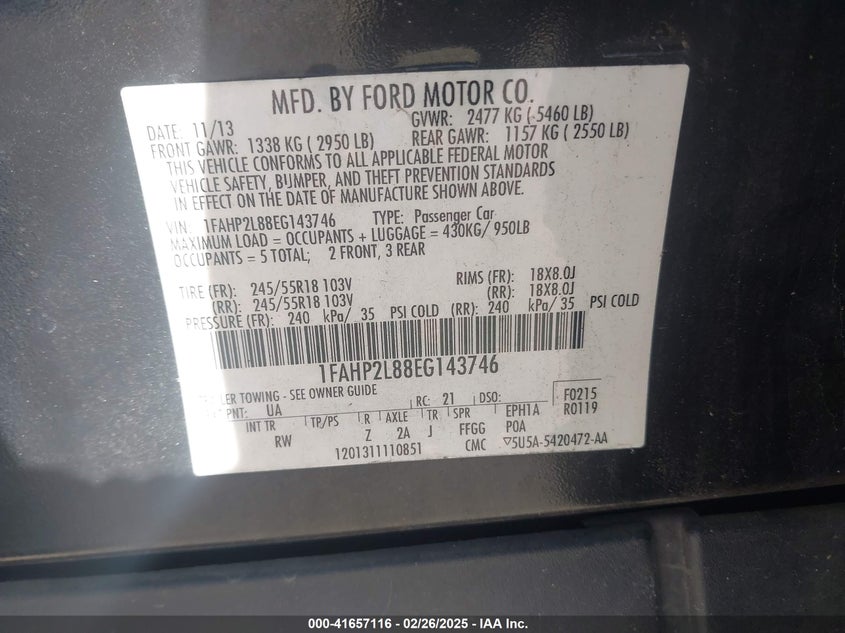 MFD. BY FORD MOTOR CO.
DATE: 11/13 GVWR: 2477 KG ( 5460 LB)
FRONT GAWR: 1338 KG ( 2950 LB) REAR GAWR: 1157 KG ( 2550 LB)
THIS VEHICLE CONFORMS TO ALL APPLICABLE FEDERAL MOTOR
VEHICLE SAFETY, BUMPER, AND THEFT PREVENTION STANDARDS
IN EFFECT ON THE DATE OF MANUFACTURE SHOWN ABOVE.
VIN: 1FAHP2L88EG143746 TYPE: Passenger Car
MAXIMUM LOAD = OCCUPANTS + LUGGAGE = 430KG/ 950LB
OCCUPANTS = 5 TOTAL; 2 FRONT, 3 REAR
TIRE (FR): 245/55R18 103V RIMS (FR): 18X8.0J
(RR): 245/55R18 103V (RR): 18X8.0J
PRESSURE (FR): 240 kPa/ 35 PSI COLD (RR): 240 kPa/ 35 PSI COLD
1FAHP2L88EG143746
TOWING - SEE OWNER GUIDE
PNT: UA RC: 21 DSO: F0215
INT TR TP/PS R AXLE TR SPR EPH1A R0119
RW Z 2A J FFGG POA
1201311110851 CMC ▽5U5A-5420472-AA
000-41657116 - 02/26/2025 - IAA Inc.